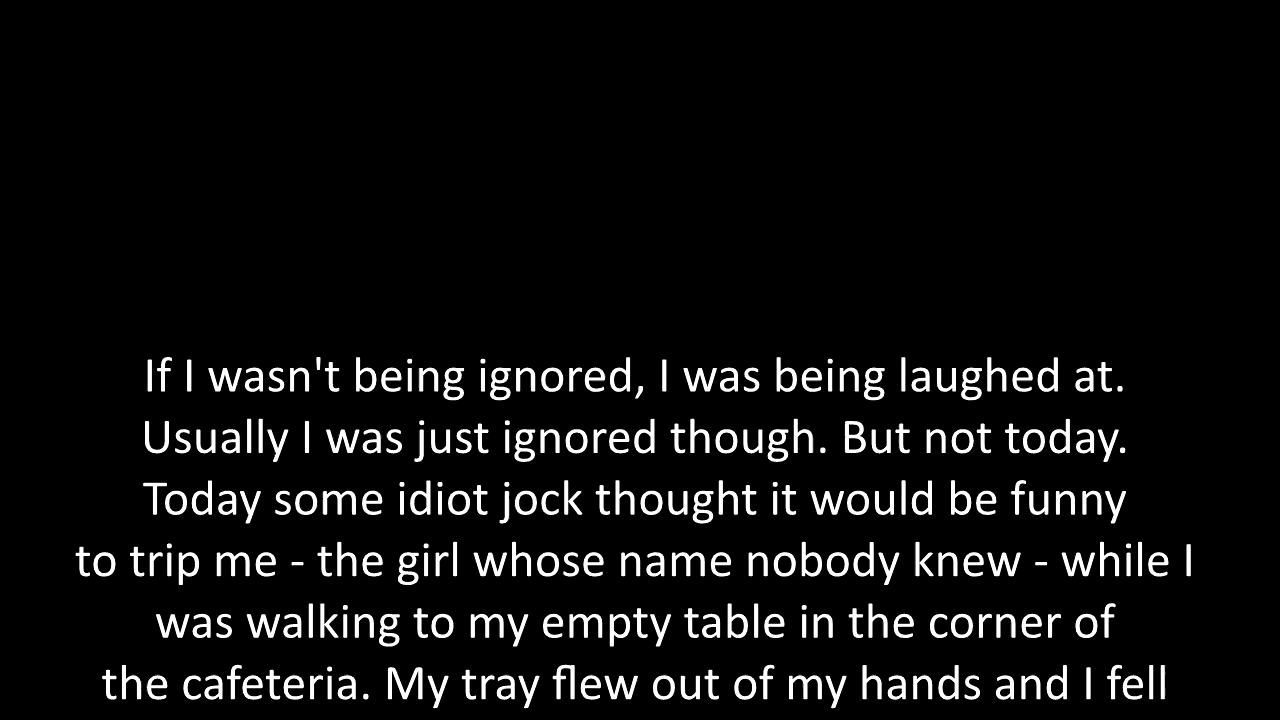 If I wasn't being ignored, I was being laughed at.
Usually I was just ignored though. But not today.
Today some idiot jock thought it would be funny
to trip me - the girl whose name nobody knew - while I
was walking to my empty table in the corner of
the cafeteria. My tray flew out of my hands and I fell